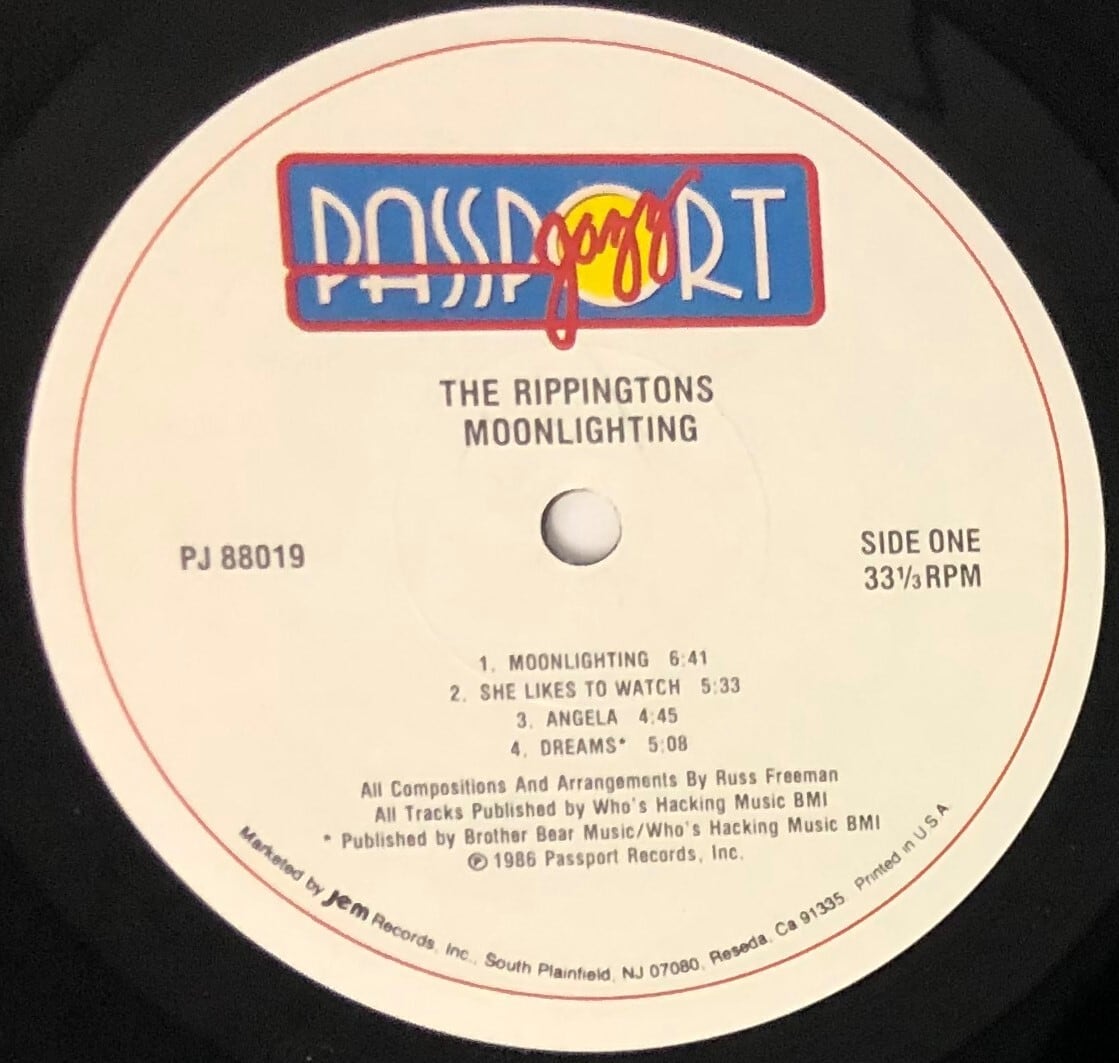 PASSPORT
jazz
THE RIPPINGTONS
MOONLIGHTING
PJ 88019
SIDE ONE
33⅓ RPM
1. MOONLIGHTING 6:41
2. SHE LIKES TO WATCH 5:33
3. ANGELA 4:45
4. DREAMS* 5:08
All Compositions And Arrangements By Russ Freeman
All Tracks Published by Who's Hacking Music BMI
* Published by Brother Bear Music/Who's Hacking Music BMI
℗ 1986 Passport Records, Inc.
Marketed by Jem Records, Inc., South Plainfield, NJ 07080, Reseda, Ca 91335 Printed in U.S.A.